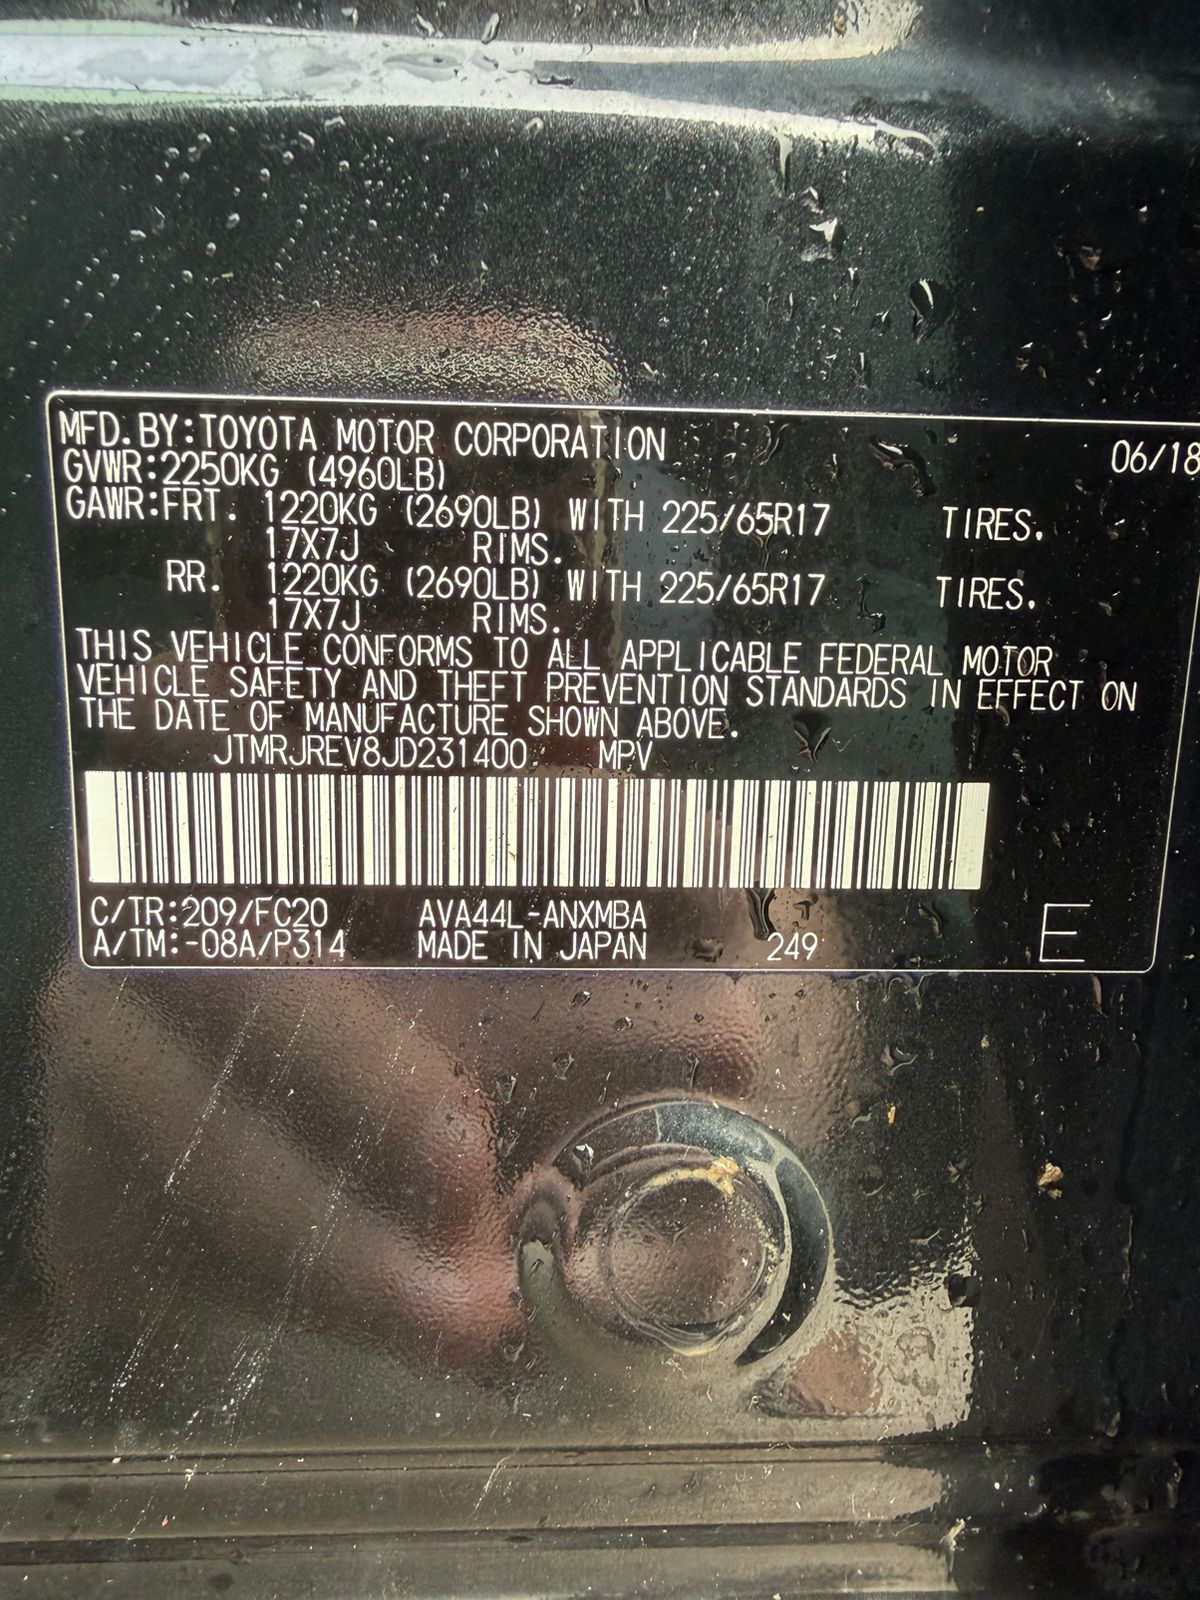 MFD.BY:TOYOTA MOTOR CORPORATION 06/18
GVWR:2250KG (4960LB)
GAWR:FRT. 1220KG (2690LB) WITH 225/65R17 TIRES.
17X7J RIMS.
RR. 1220KG (2690LB) WITH 225/65R17 TIRES.
17X7J RIMS.
THIS VEHICLE CONFORMS TO ALL APPLICABLE FEDERAL MOTOR
VEHICLE SAFETY AND THEFT PREVENTION STANDARDS IN EFFECT ON
THE DATE OF MANUFACTURE SHOWN ABOVE.
JTMRJREV8JD231400 MPV
C/TR:209/FC20 AVA44L-ANXMBA
A/TM:-08A/P314 MADE IN JAPAN 249 E